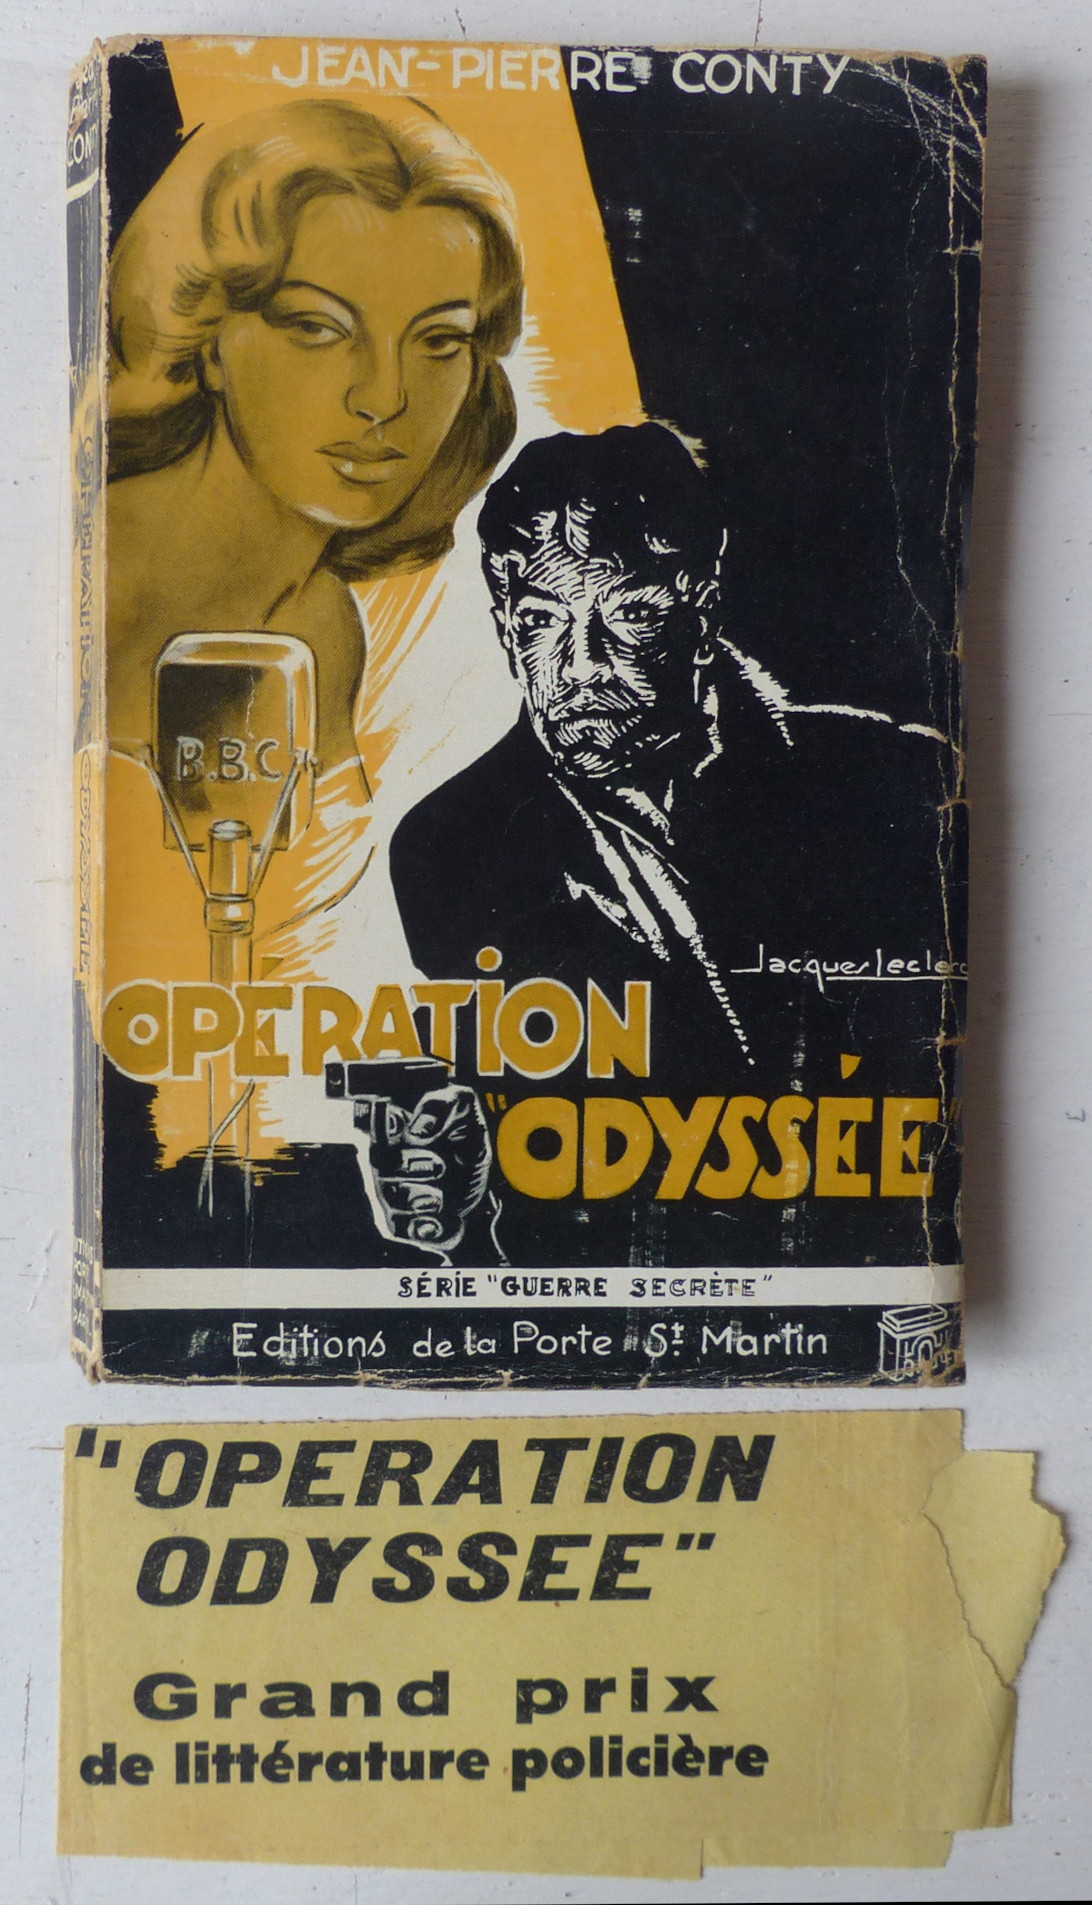 JEAN-PIERRE CONTY
B.B.C
Jacques Leclerc
OPÉRATION
"ODYSSÉE"
SÉRIE "GUERRE SECRÈTE"
Editions de la Porte St Martin
"OPERATION
ODYSSEE"
Grand prix
de littérature policière